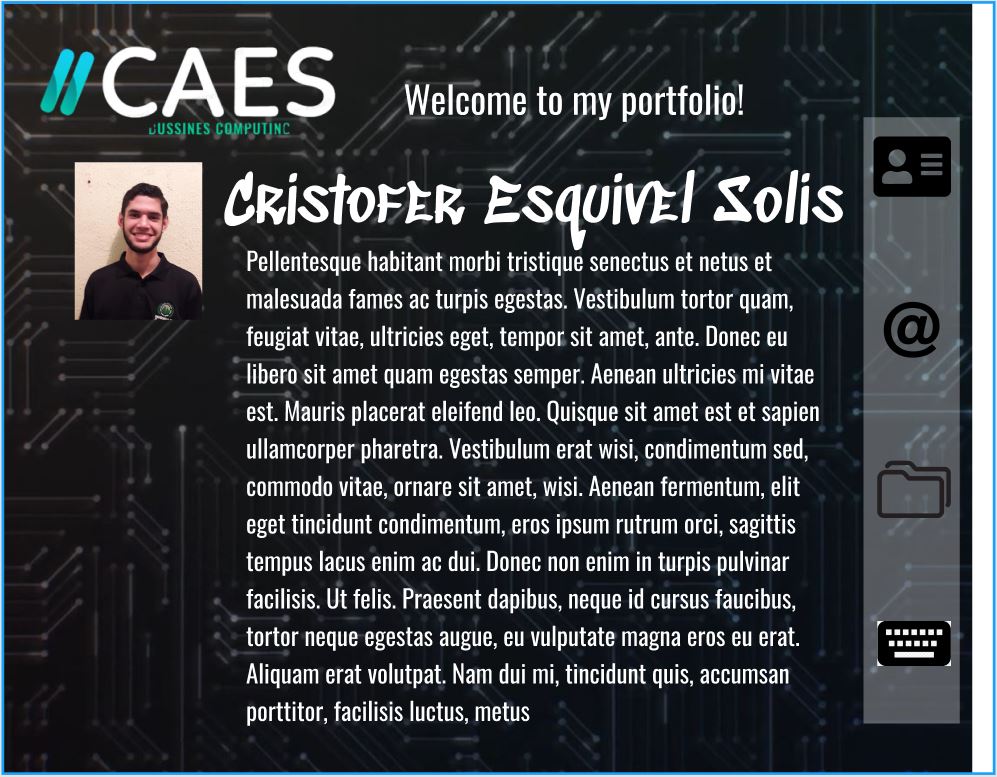 CAES
BUSSINES COMPUTING
Welcome to my portfolio!
Cristofer Esquivel Solis
Pellentesque habitant morbi tristique senectus et netus et
malesuada fames ac turpis egestas. Vestibulum tortor quam,
feugiat vitae, ultricies eget, tempor sit amet, ante. Donec eu
libero sit amet quam egestas semper. Aenean ultricies mi vitae
est. Mauris placerat eleifend leo. Quisque sit amet est et sapien
ullamcorper pharetra. Vestibulum erat wisi, condimentum sed,
commodo vitae, ornare sit amet, wisi. Aenean fermentum, elit
eget tincidunt condimentum, eros ipsum rutrum orci, sagittis
tempus lacus enim ac dui. Donec non enim in turpis pulvinar
facilisis. Ut felis. Praesent dapibus, neque id cursus faucibus,
tortor neque egestas augue, eu vulputate magna eros eu erat.
Aliquam erat volutpat. Nam dui mi, tincidunt quis, accumsan
porttitor, facilisis luctus, metus
@